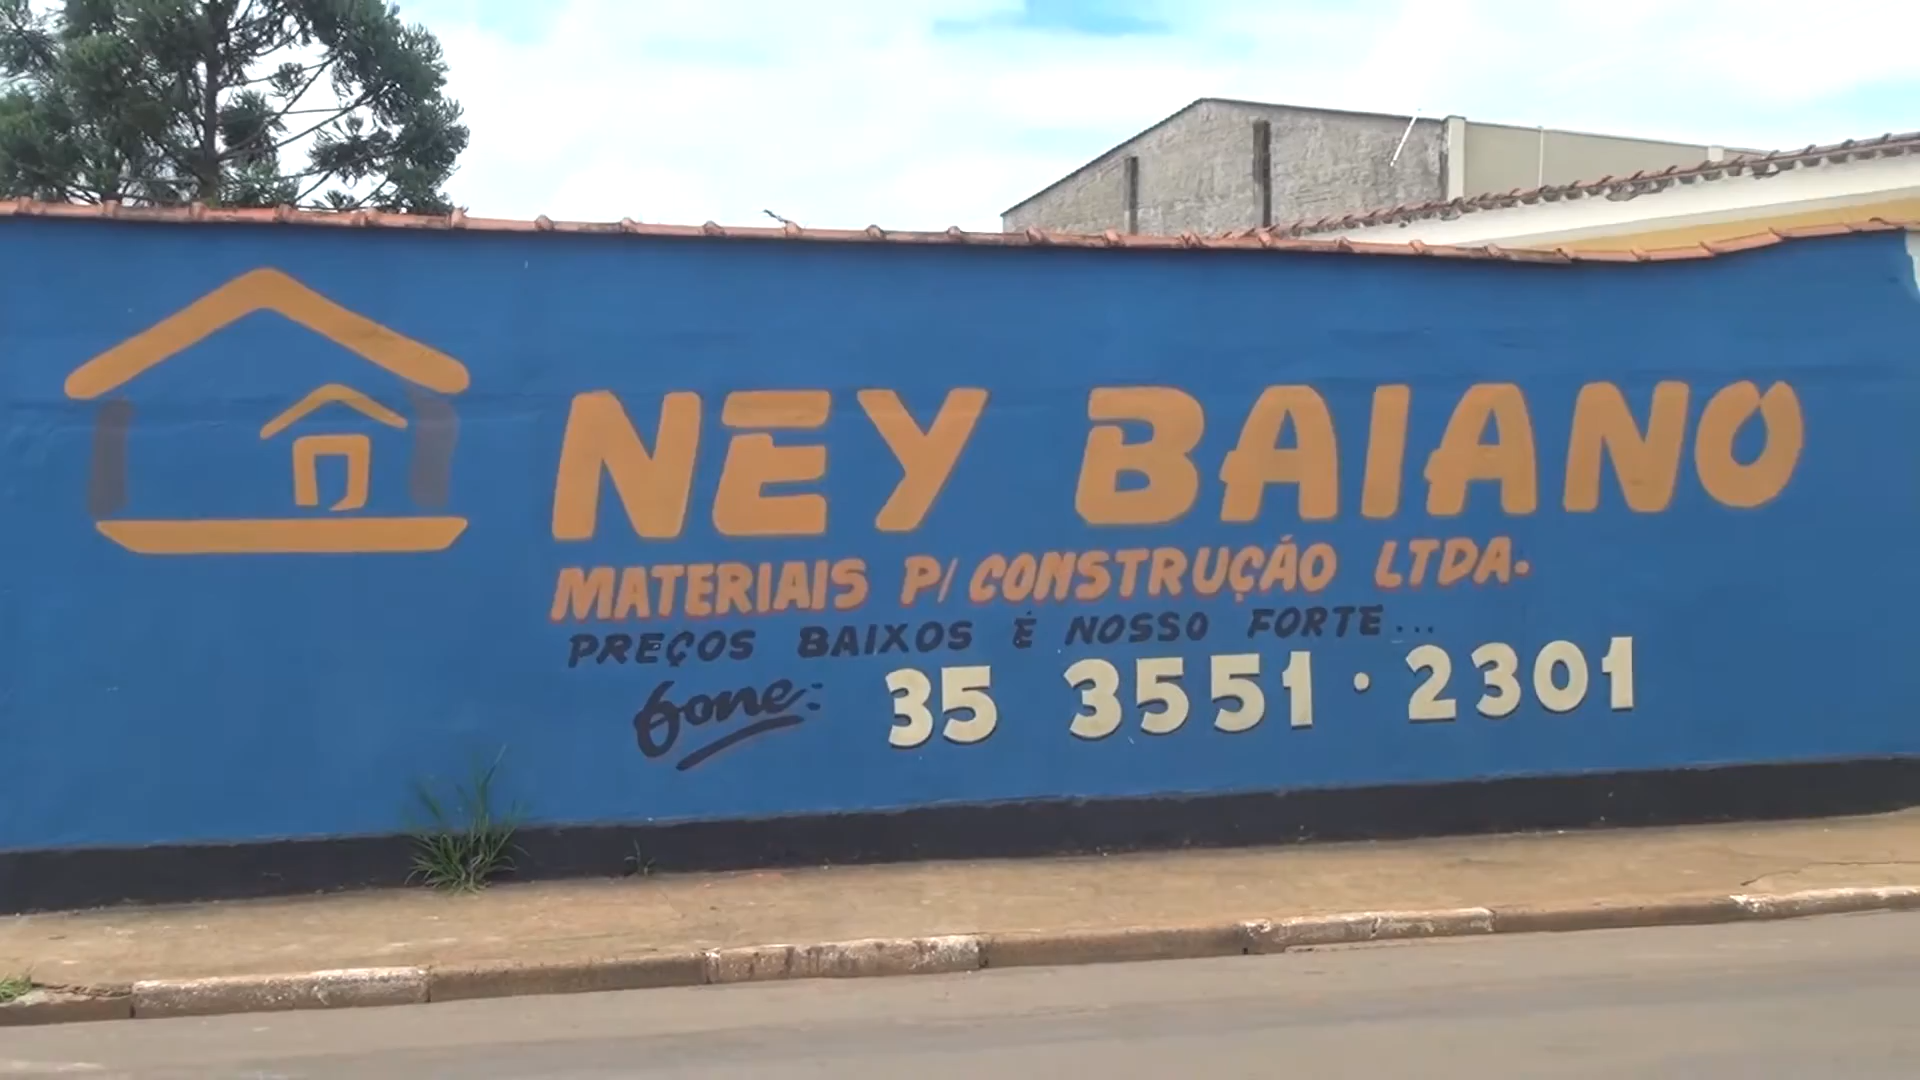 NEY BAIANO
MATERIAIS P/ CONSTRUÇÃO LTDA.
PREÇOS BAIXOS É NOSSO FORTE...
fone: 35 3551·2301